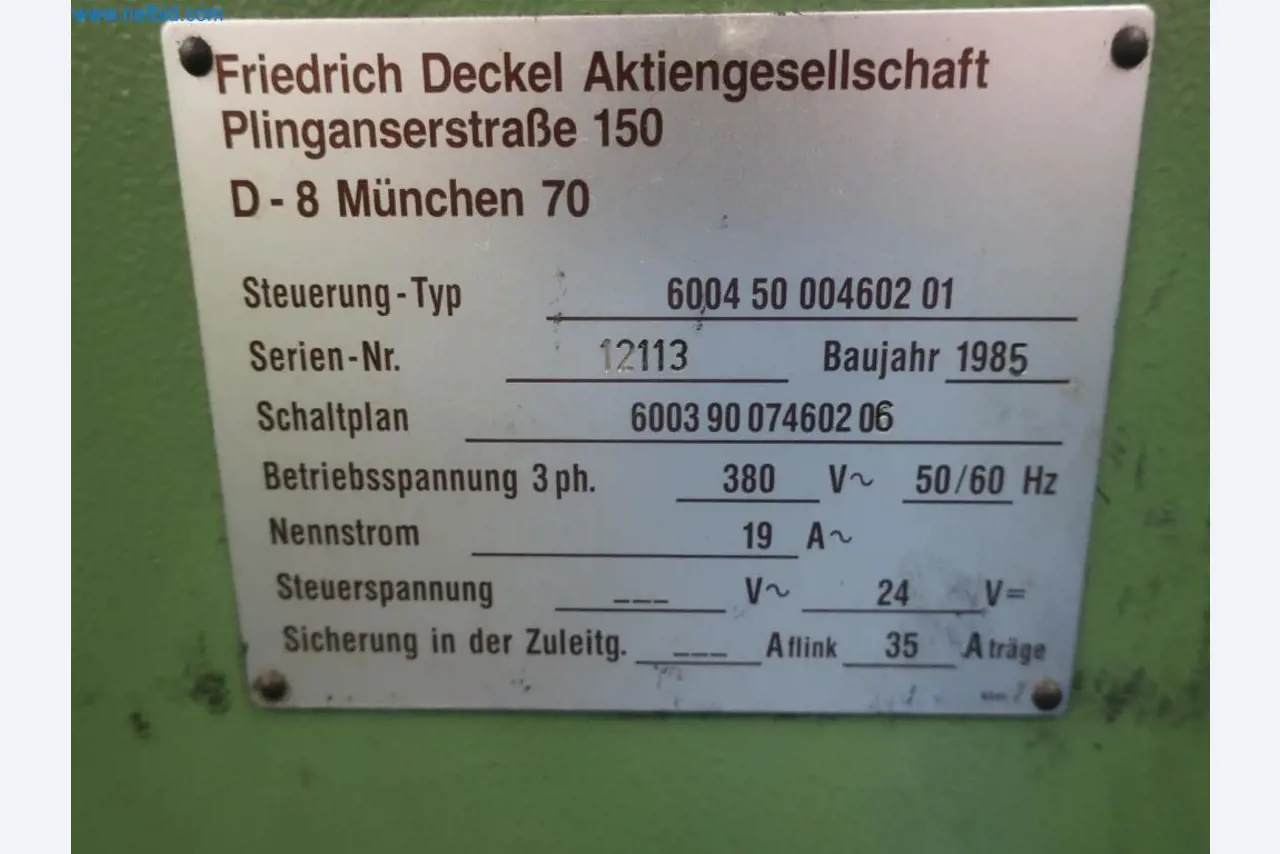 www.netbid.com
Friedrich Deckel Aktiengesellschaft
Plinganserstraße 150
D - 8 München 70
Steuerung - Typ 6004 50 004602 01
Serien - Nr. 12113 Baujahr 1985
Schaltplan 6003 90 074602 06
Betriebsspannung 3 ph. 380 V~ 50/60 Hz
Nennstrom 19 A~
Steuerspannung --- V~ 24 V=
Sicherung in der Zuleitg. --- A flink 35 A träge